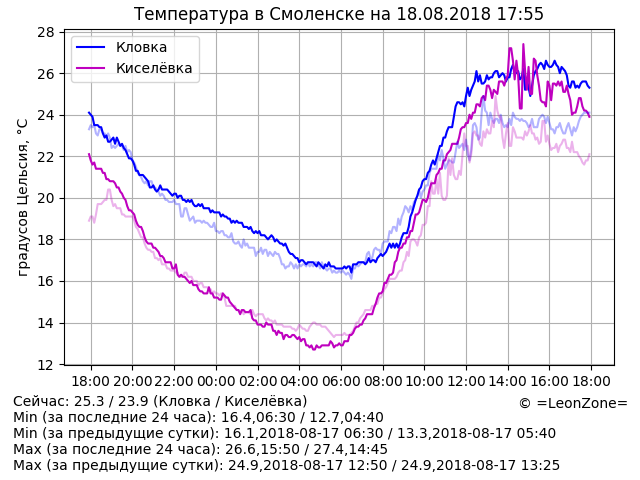 Температура в Смоленске на 18.08.2018 17:55
28
26
24
22
20
18
16
14
12
градусов Цельсия, °C
Кловка
Киселёвка
18:00 20:00 22:00 00:00 02:00 04:00 06:00 08:00 10:00 12:00 14:00 16:00 18:00
Сейчас: 25.3 / 23.9 (Кловка / Киселёвка)
© =LeonZone=
Min (за последние 24 часа): 16.4,06:30 / 12.7,04:40
Min (за предыдущие сутки): 16.1,2018-08-17 06:30 / 13.3,2018-08-17 05:40
Max (за последние 24 часа): 26.6,15:50 / 27.4,14:45
Max (за предыдущие сутки): 24.9,2018-08-17 12:50 / 24.9,2018-08-17 13:25